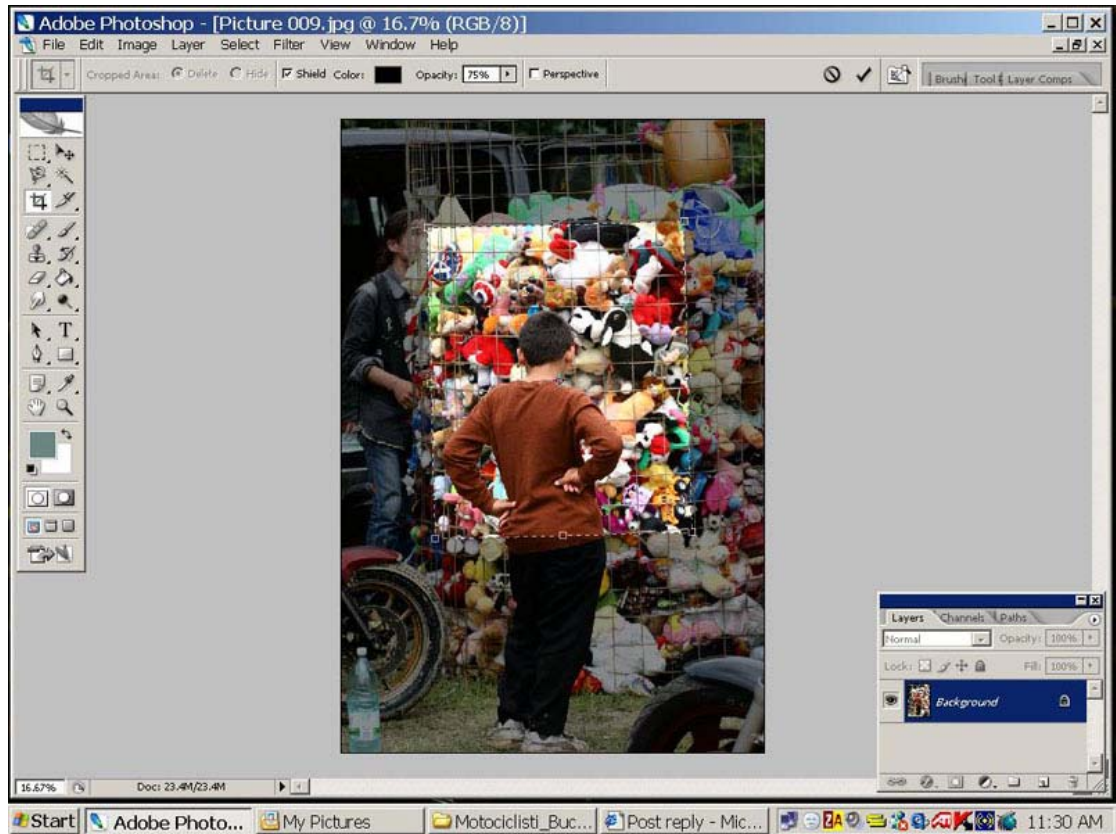 Adobe Photoshop - [Picture 009.jpg @ 16.7% (RGB/8)]
File Edit Image Layer Select Filter View Window Help
Cropped Area: Delete Hide Shield Color: Opacity: 75% Perspective
Brush Tool Layer Comps
T
Layers Channels Paths
Normal Opacity: 100%
Lock: Fill: 100%
Background
16.67% Doc: 23.4M/23.4M
Start Adobe Photo... My Pictures Motociclisti_Buc... Post reply - Mic... 11:30 AM